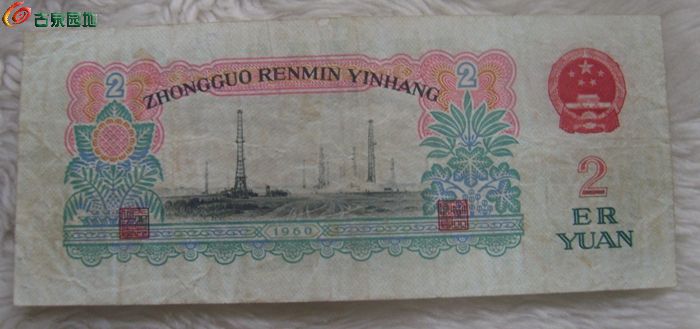 古泉园地
ZHONGGUO RENMIN YINHANG
2
2
2
ER
YUAN
1960